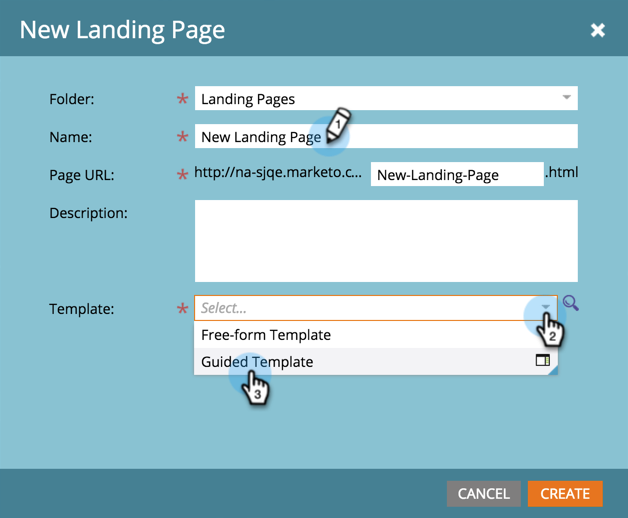 New Landing Page
Folder: * Landing Pages
Name: * New Landing Page 1
Page URL: * http://na-sjqe.marketo.c... New-Landing-Page .html
Description:
Template: * Select...
2
Free-form Template
Guided Template
3
CANCEL CREATE